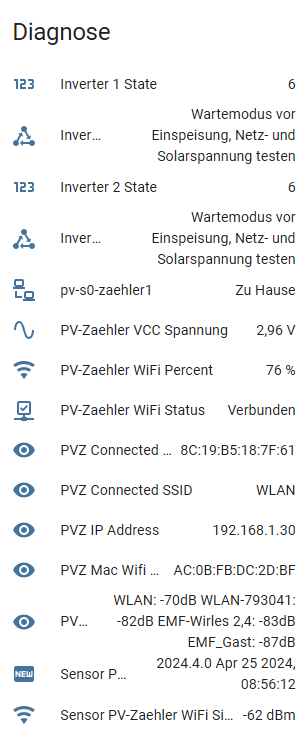 Diagnose
123 Inverter 1 State 6
Wartemodus vor
Inver... Einspeisung, Netz- und
Solarspannung testen
123 Inverter 2 State 6
Wartemodus vor
Inver... Einspeisung, Netz- und
Solarspannung testen
pv-s0-zaehler1 Zu Hause
PV-Zaehler VCC Spannung 2,96 V
PV-Zaehler WiFi Percent 76 %
PV-Zaehler WiFi Status Verbunden
PVZ Connected ... 8C:19:B5:18:7F:61
PVZ Connected SSID WLAN
PVZ IP Address 192.168.1.30
PVZ Mac Wifi ... AC:0B:FB:DC:2D:BF
WLAN: -70dB WLAN-793041:
PV... -82dB EMF-Wirles 2,4: -83dB
EMF_Gast: -87dB
NEW Sensor P... 2024.4.0 Apr 25 2024,
08:56:12
Sensor PV-Zaehler WiFi Si... -62 dBm